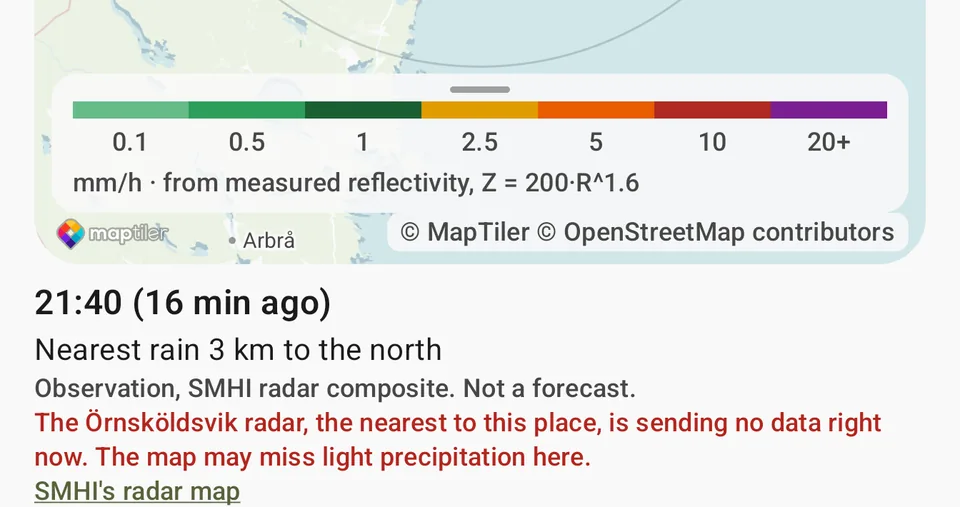 0.1 0.5 1 2.5 5 10 20+
mm/h · from measured reflectivity, Z = 200·R^1.6
maptiler
Arbrå
© MapTiler © OpenStreetMap contributors
21:40 (16 min ago)
Nearest rain 3 km to the north
Observation, SMHI radar composite. Not a forecast.
The Örnsköldsvik radar, the nearest to this place, is sending no data right
now. The map may miss light precipitation here.
SMHI's radar map